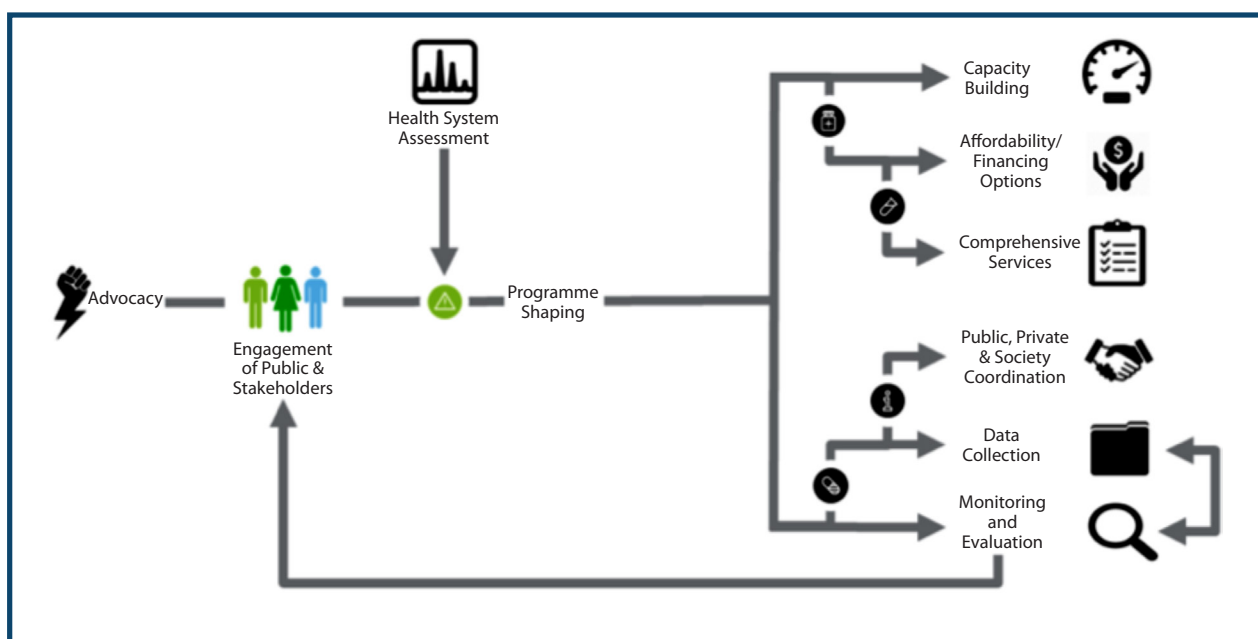 Health System
Assessment
Advocacy
Engagement
of Public &
Stakeholders
Programme
Shaping
Capacity
Building
Affordability/
Financing
Options
Comprehensive
Services
Public, Private
& Society
Coordination
Data
Collection
Monitoring
and
Evaluation